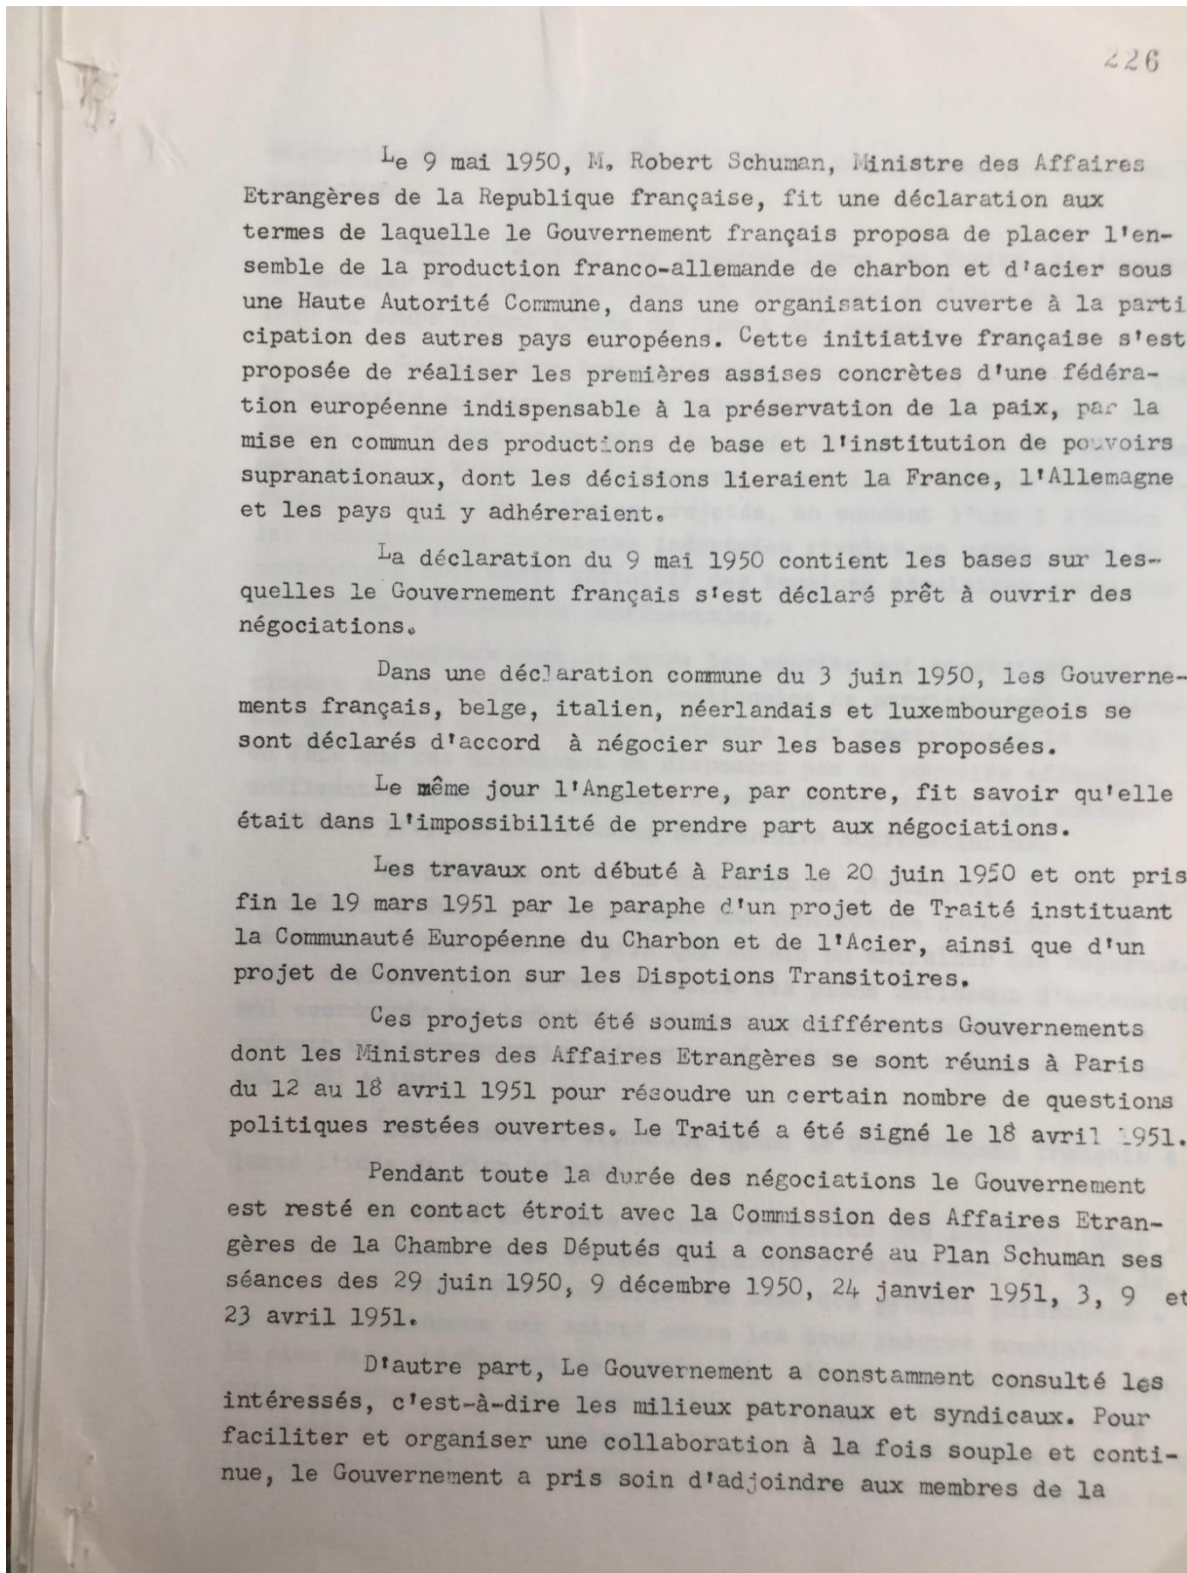 226
Le 9 mai 1950, M. Robert Schuman, Ministre des Affaires
Etrangères de la Republique française, fit une déclaration aux
termes de laquelle le Gouvernement français proposa de placer l'en-
semble de la production franco-allemande de charbon et d'acier sous
une Haute Autorité Commune, dans une organisation cuverte à la parti
cipation des autres pays européens. Cette initiative française s'est
proposée de réaliser les premières assises concrètes d'une fédéra-
tion européenne indispensable à la préservation de la paix, par la
mise en commun des productions de base et l'institution de pouvoirs
supranationaux, dont les décisions lieraient la France, l'Allemagne
et les pays qui y adhéreraient.
La déclaration du 9 mai 1950 contient les bases sur les-
quelles le Gouvernement français s'est déclaré prêt à ouvrir des
négociations.
Dans une déclaration commune du 3 juin 1950, les Gouverne-
ments français, belge, italien, néerlandais et luxembourgeois se
sont déclarés d'accord à négocier sur les bases proposées.
Le même jour l'Angleterre, par contre, fit savoir qu'elle
était dans l'impossibilité de prendre part aux négociations.
Les travaux ont débuté à Paris le 20 juin 1950 et ont pris
fin le 19 mars 1951 par le paraphe d'un projet de Traité instituant
la Communauté Européenne du Charbon et de l'Acier, ainsi que d'un
projet de Convention sur les Dispotions Transitoires.
Ces projets ont été soumis aux différents Gouvernements
dont les Ministres des Affaires Etrangères se sont réunis à Paris
du 12 au 18 avril 1951 pour résoudre un certain nombre de questions
politiques restées ouvertes. Le Traité a été signé le 18 avril 1951.
Pendant toute la durée des négociations le Gouvernement
est resté en contact étroit avec la Commission des Affaires Etran-
gères de la Chambre des Députés qui a consacré au Plan Schuman ses
séances des 29 juin 1950, 9 décembre 1950, 24 janvier 1951, 3, 9 et
23 avril 1951.
D'autre part, Le Gouvernement a constamment consulté les
intéressés, c'est-à-dire les milieux patronaux et syndicaux. Pour
faciliter et organiser une collaboration à la fois souple et conti-
nue, le Gouvernement a pris soin d'adjoindre aux membres de la